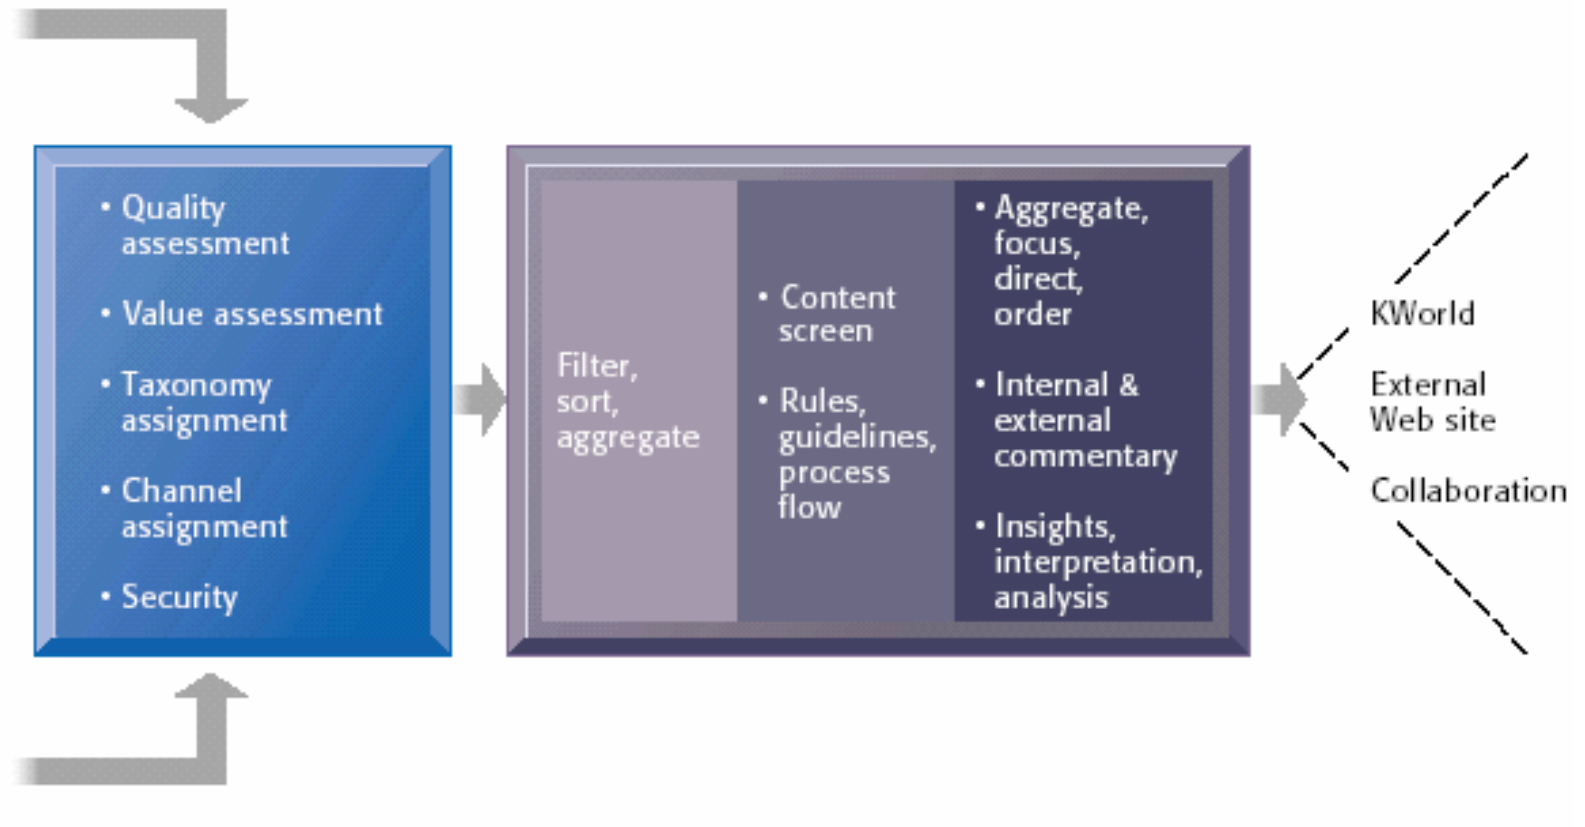 • Quality
assessment
• Value assessment
• Taxonomy
assignment
• Channel
assignment
• Security
Filter,
sort,
aggregate
• Content
screen
• Rules,
guidelines,
process
flow
• Aggregate,
focus,
direct,
order
• Internal &
external
commentary
• Insights,
interpretation,
analysis
KWorld
External
Web site
Collaboration